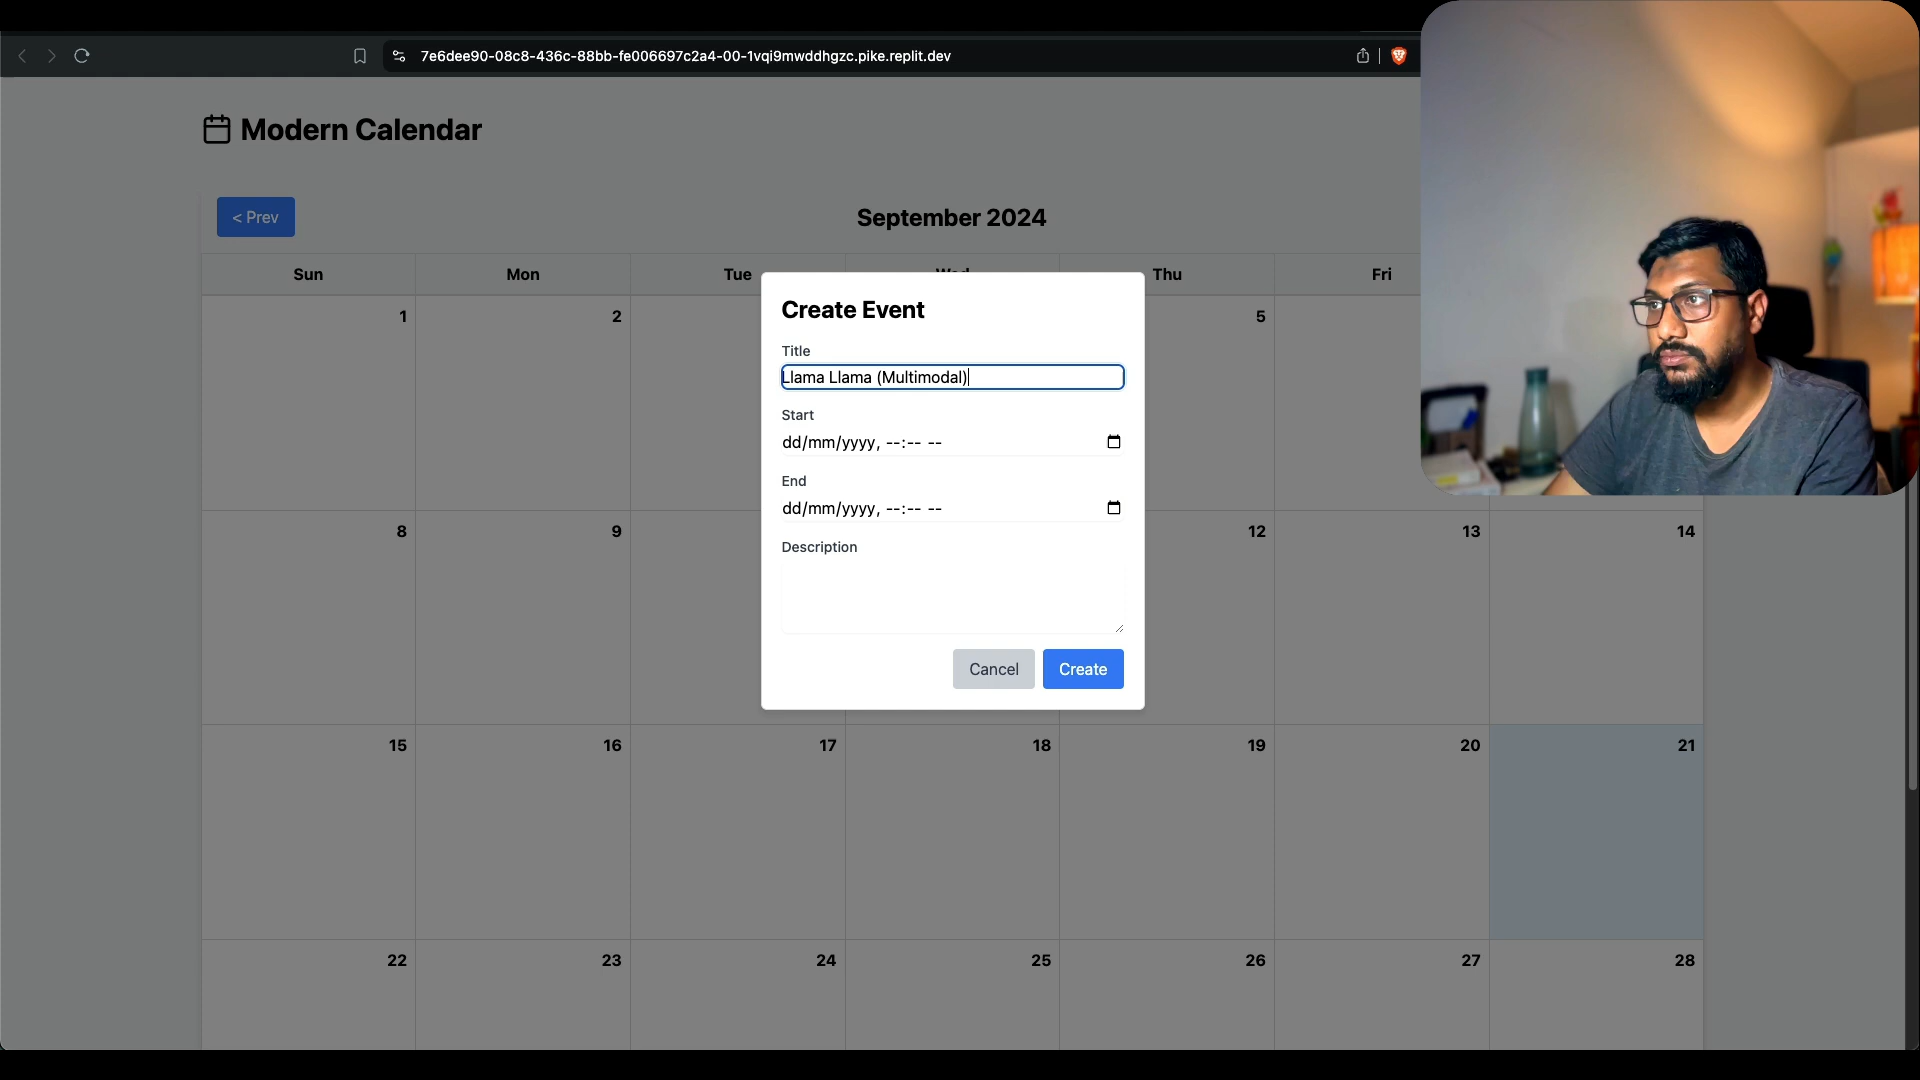 7e6dee90-08c8-436c-88bb-fe006697c2a4-00-1vqi9mwddhgzc.pike.replit.dev
Modern Calendar
< Prev
September 2024
Sun Mon Tue Wed Thu Fri
1 2 5
Create Event
Title
Llama Llama (Multimodal)
Start
dd/mm/yyyy, --:-- --
End
dd/mm/yyyy, --:-- --
8 9 12 13 14
Description
Cancel Create
15 16 17 18 19 20 21
22 23 24 25 26 27 28